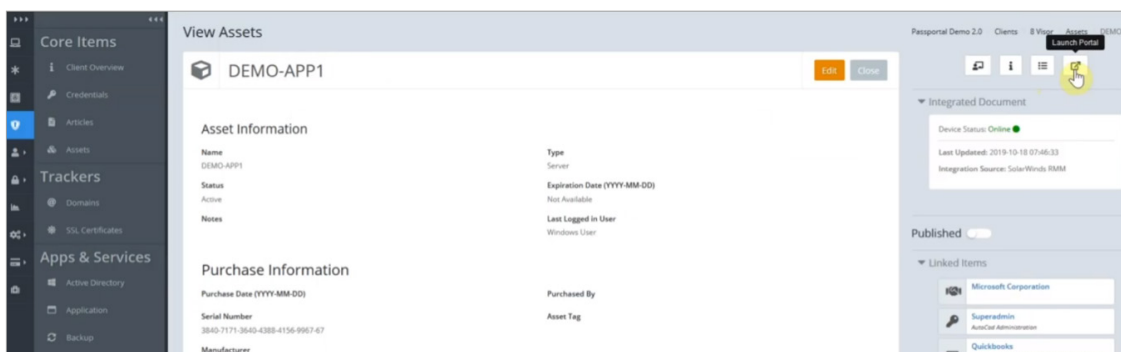 Core Items
Client Overview
Credentials
Articles
Assets
Trackers
Domains
SSL Certificates
Apps & Services
Active Directory
Application
Backup
View Assets
DEMO-APP1
Edit
Close
Asset Information
Name
DEMO-APP1
Type
Server
Status
Active
Expiration Date (YYYY-MM-DD)
Not Available
Notes
Last Logged in User
Windows User
Purchase Information
Purchase Date (YYYY-MM-DD)
Purchased By
Serial Number
3840-7171-3640-4388-4156-9967-67
Asset Tag
Manufacturer
Passportal Demo 2.0 Clients 8 Visor Assets DEMO
Launch Portal
Integrated Document
Device Status: Online
Last Updated: 2019-10-18 07:46:33
Integration Source: SolarWinds RMM
Published
Linked Items
Microsoft Corporation
Superadmin
AutoCad Administration
Quickbooks